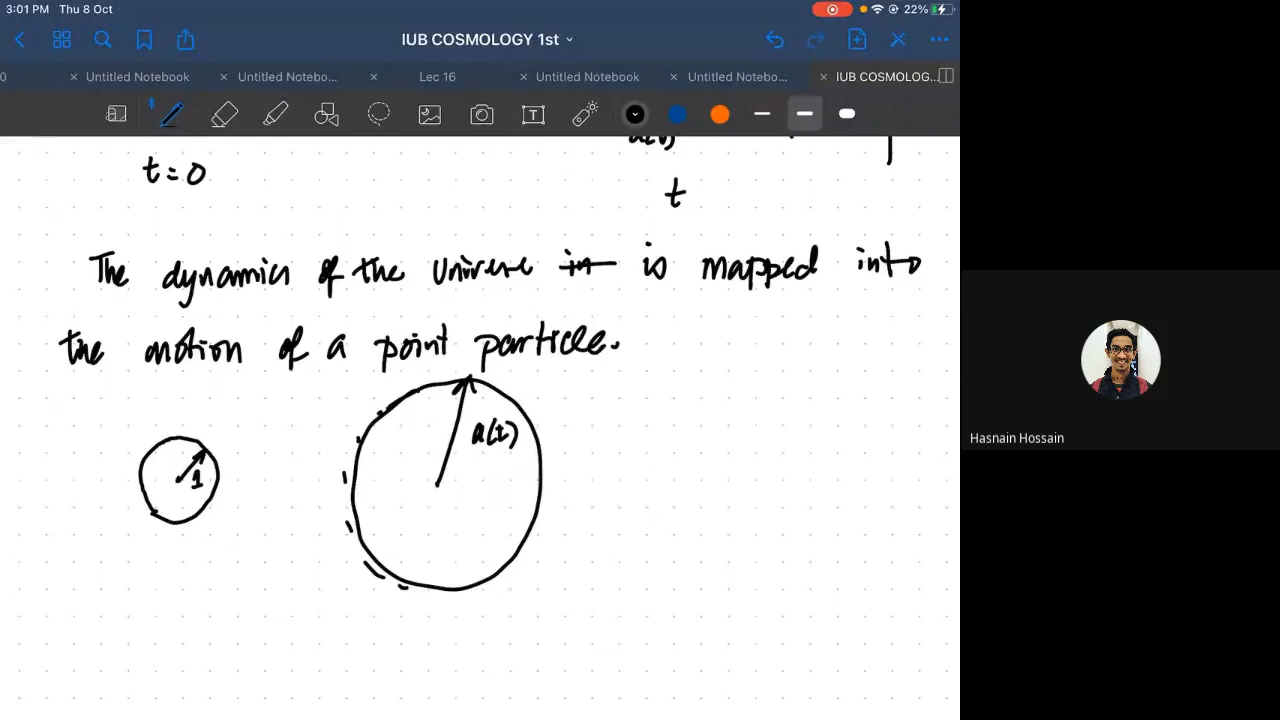 3:01 PM Thu 8 Oct
22%
IUB COSMOLOGY 1st
0
Untitled Notebook
Untitled Notebo...
Lec 16
Untitled Notebook
Untitled Notebo...
IUB COSMOLOG...
T
t = 0
t
The dynamics of the Universe in is mapped into
the motion of a point particle.
a(t)
1
Hasnain Hossain